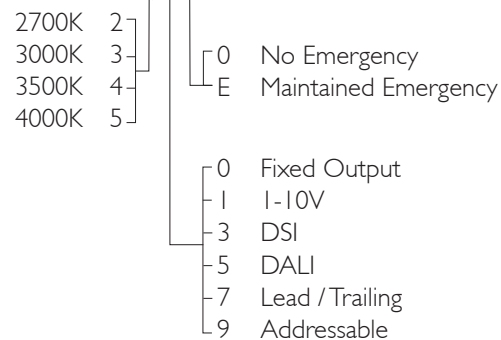 2700K 2
3000K 3
3500K 4
4000K 5
0 No Emergency
E Maintained Emergency
0 Fixed Output
1 1-10V
3 DSI
5 DALI
7 Lead / Trailing
9 Addressable